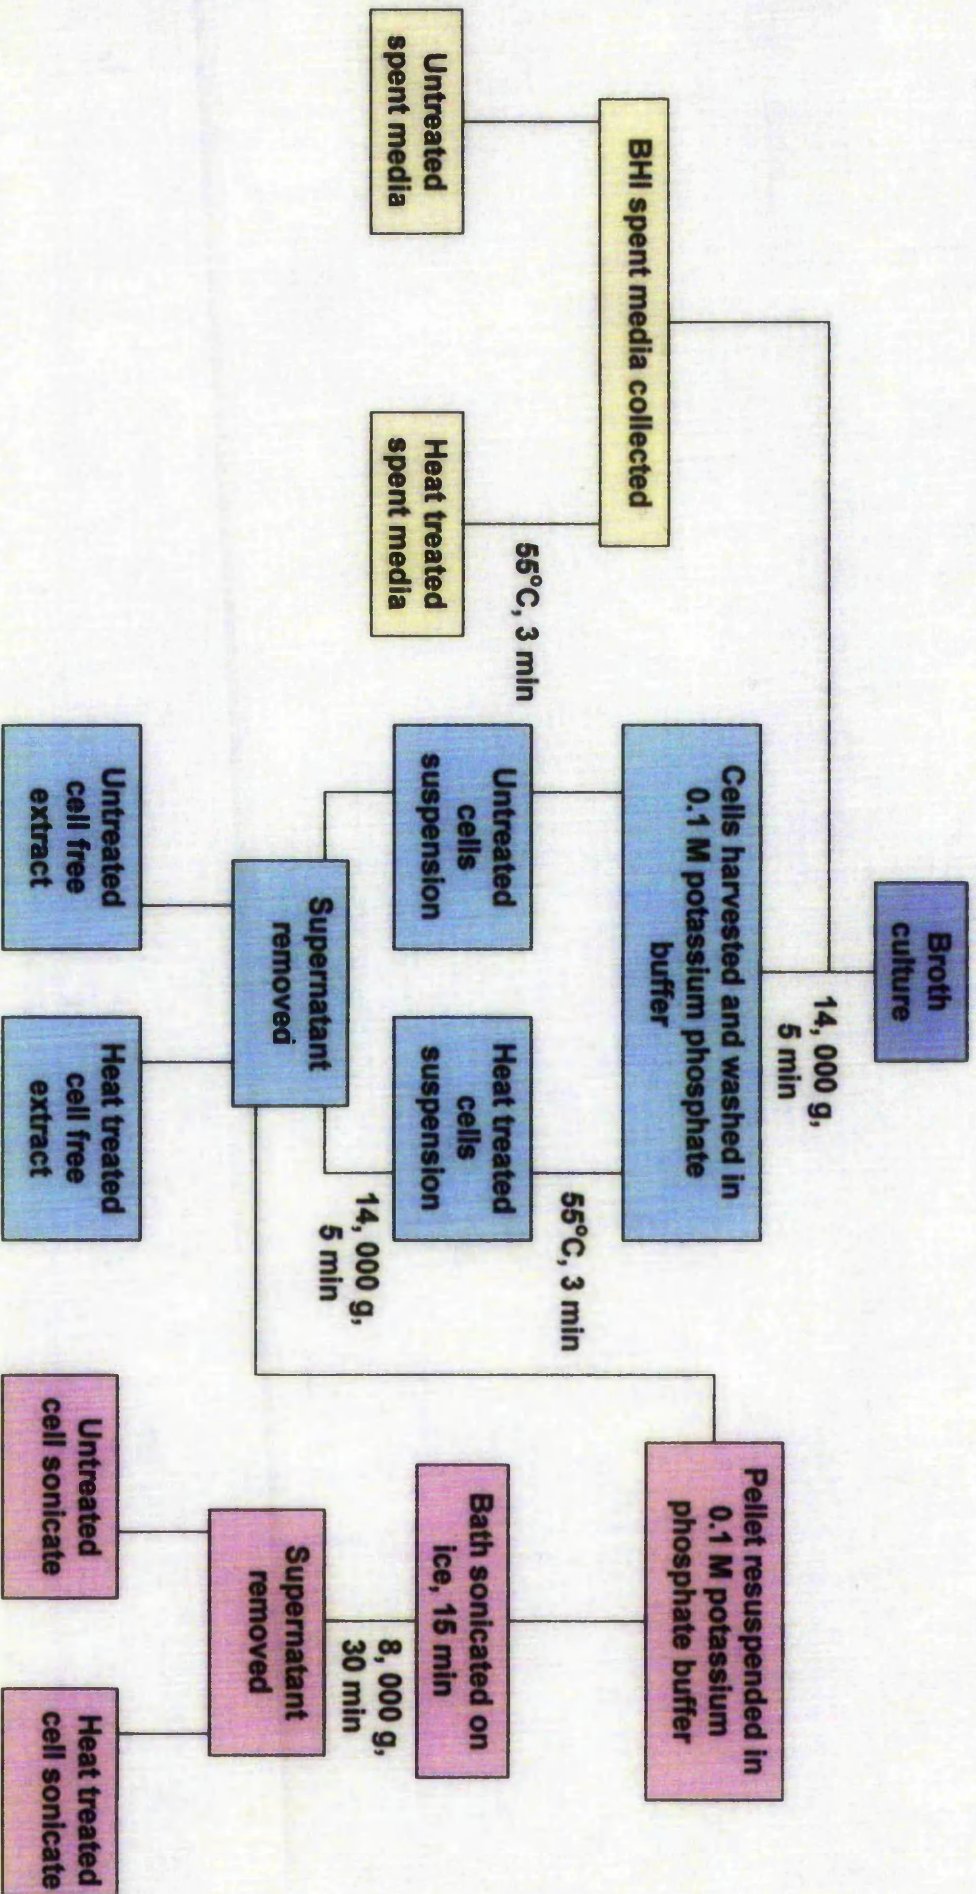 Broth
culture
14, 000 g,
5 min
BHI spent media collected
Untreated
spent media
55°C, 3 min
Heat treated
spent media
Cells harvested and washed in
0.1 M potassium phosphate
buffer
55°C, 3 min
Untreated
cells
suspension
Heat treated
cells
suspension
14, 000 g,
5 min
Supernatant
removed
Untreated
cell free
extract
Heat treated
cell free
extract
Pellet resuspended in
0.1 M potassium
phosphate buffer
Bath sonicated on
ice, 15 min
8, 000 g,
30 min
Supernatant
removed
Untreated
cell sonicate
Heat treated
cell sonicate